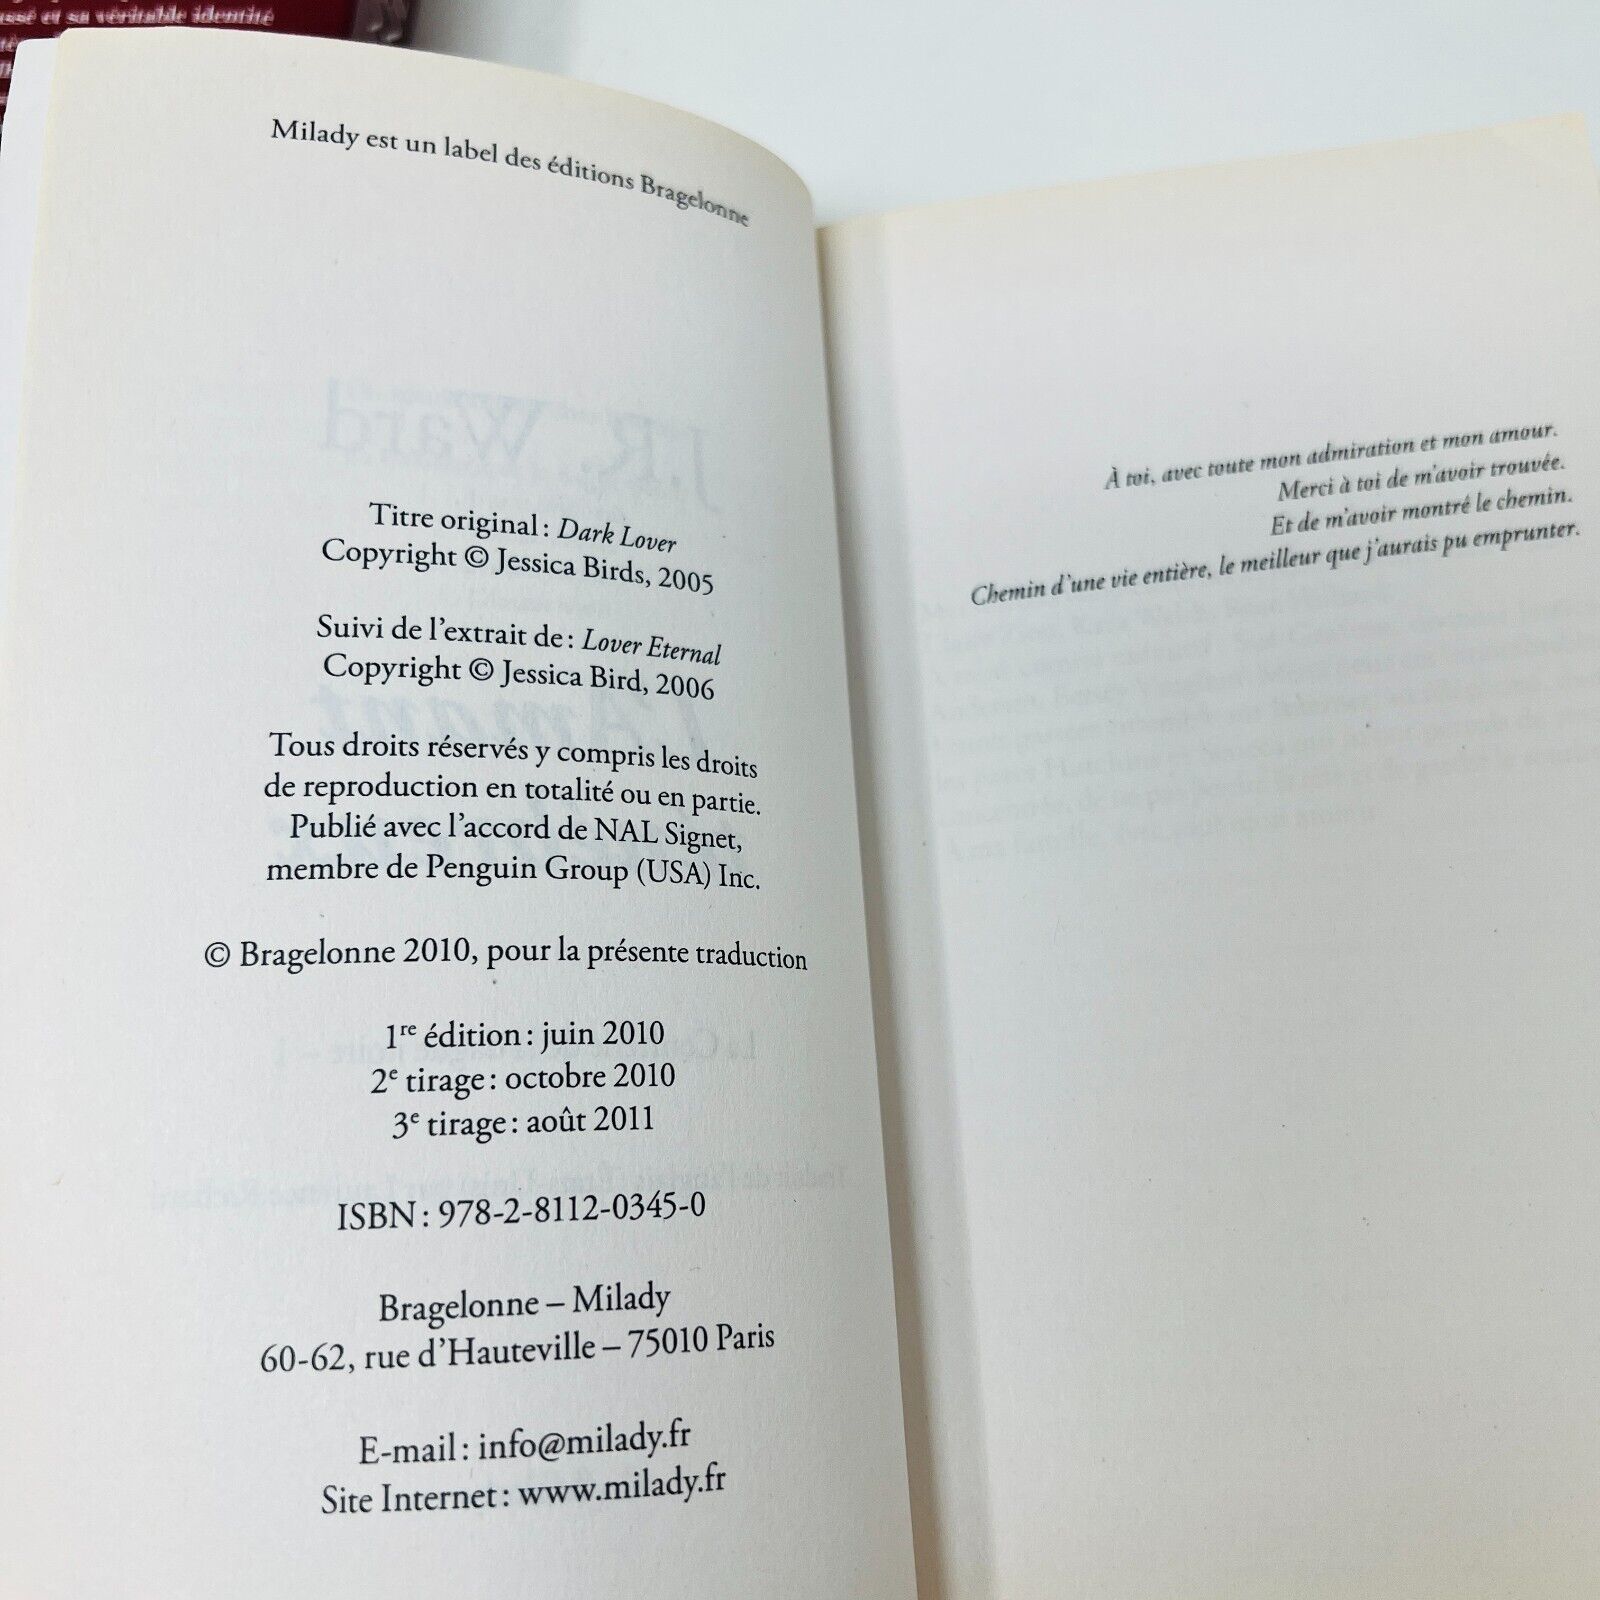 ssé et sa véritable identité
Milady est un label des éditions Bragelonne
J.R. Ward
Titre original : Dark Lover
Copyright © Jessica Birds, 2005
Suivi de l’extrait de : Lover Eternal
Copyright © Jessica Bird, 2006
Tous droits réservés y compris les droits
de reproduction en totalité ou en partie.
Publié avec l’accord de NAL Signet,
membre de Penguin Group (USA) Inc.
© Bragelonne 2010, pour la présente traduction
1re édition : juin 2010
2e tirage : octobre 2010
3e tirage : août 2011
ISBN : 978-2-8112-0345-0
Bragelonne – Milady
60-62, rue d’Hauteville – 75010 Paris
E-mail : info@milady.fr
Site Internet : www.milady.fr
À toi, avec toute mon admiration et mon amour.
Merci à toi de m’avoir trouvée.
Et de m’avoir montré le chemin.
Chemin d’une vie entière, le meilleur que j’aurais pu emprunter.